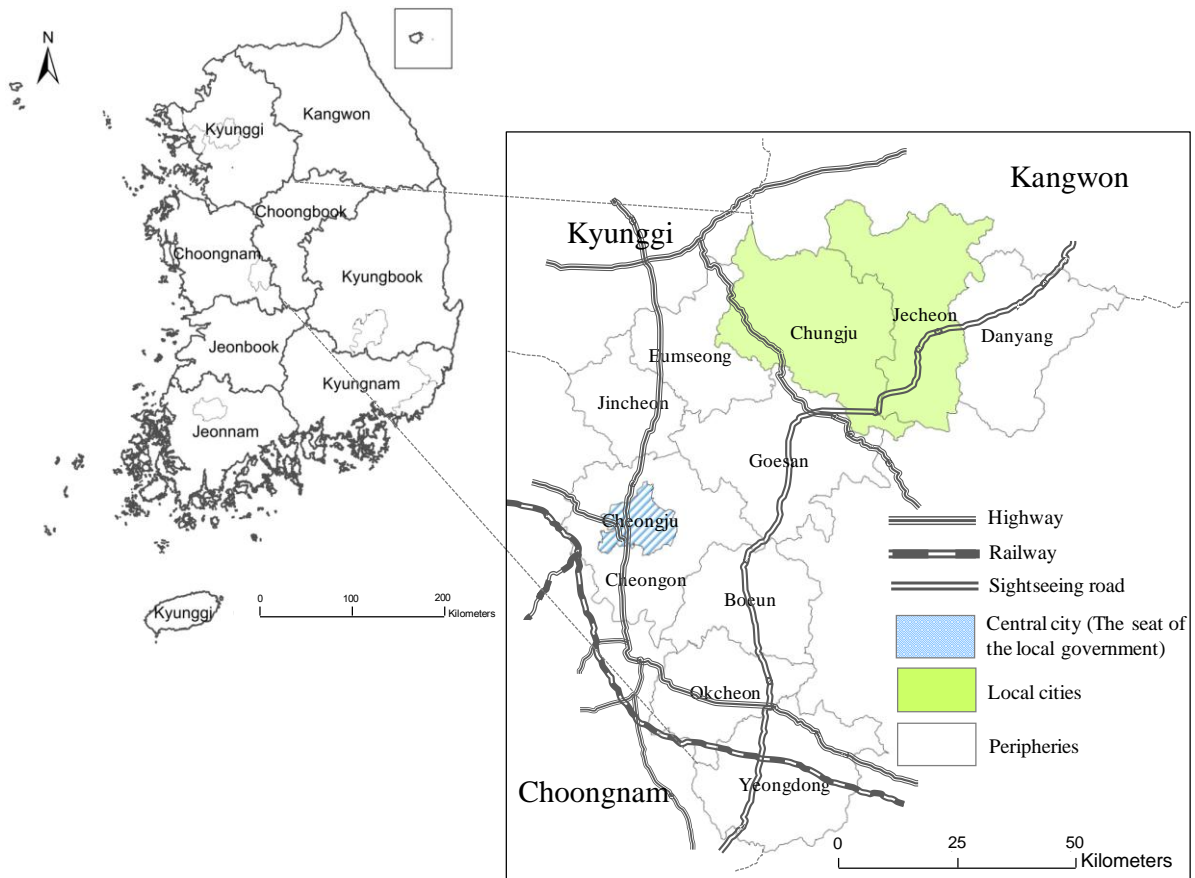 N
Kangwon
Kyunggi
Choongbook
Choongnam
Kyungbook
Jeonbook
Kyungnam
Jeonnam
Kyunggi
0 100 200
Kilometers
Kangwon
Kyunggi
Jecheon
Chungju
Danyang
Eumseong
Jincheon
Goesan
Cheongju
Cheongon
Boeun
Okcheon
Yeongdong
Choongnam
Highway
Railway
Sightseeing road
Central city (The seat of
the local government)
Local cities
Peripheries
0 25 50
Kilometers